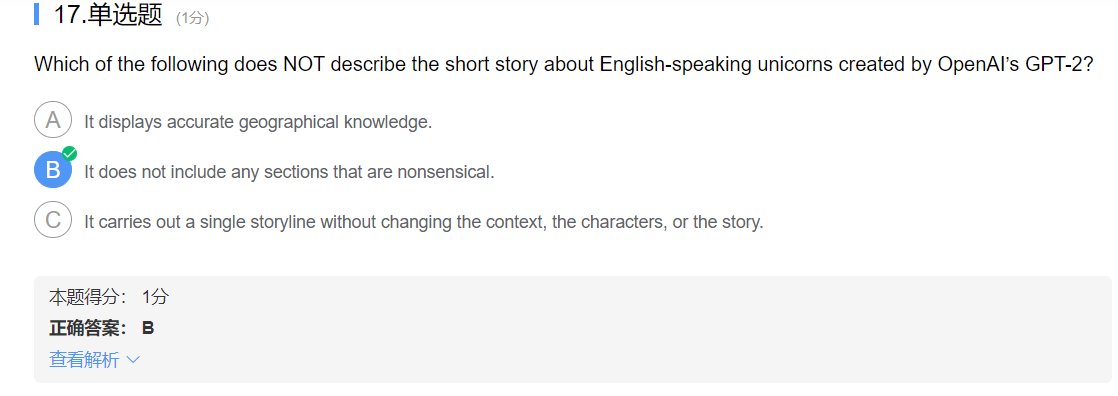 17.单选题 (1分)
Which of the following does NOT describe the short story about English-speaking unicorns created by OpenAI's GPT-2?
A It displays accurate geographical knowledge.
B It does not include any sections that are nonsensical.
C It carries out a single storyline without changing the context, the characters, or the story.
本题得分： 1分
正确答案： B
查看解析